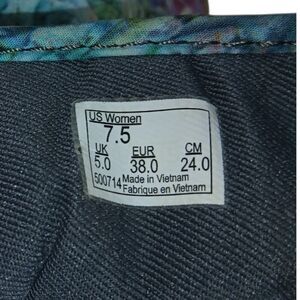 US Women
7.5
UK EUR CM
5.0 38.0 24.0
500714 Made in Vietnam
Fabrique en Vietnam